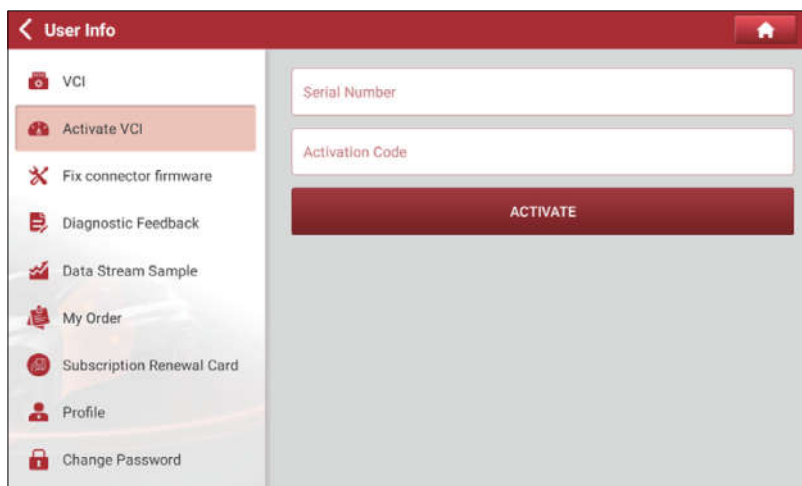 User Info
VCI
Activate VCI
Fix connector firmware
Diagnostic Feedback
Data Stream Sample
My Order
Subscription Renewal Card
Profile
Change Password
Serial Number
Activation Code
ACTIVATE